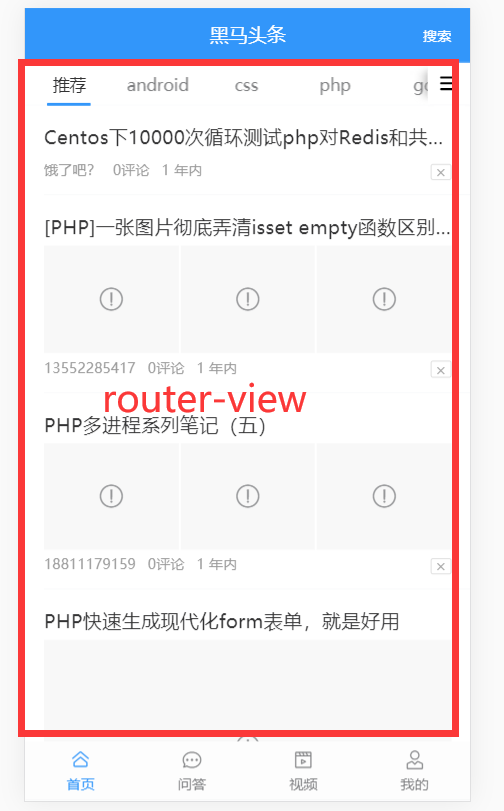 黑马头条 搜索
推荐 android css php
Centos下10000次循环测试php对Redis和共...
饿了吧? 0评论 1 年内
[PHP]一张图片彻底弄清isset empty函数区别...
13552285417 0评论 1 年内
router-view
PHP多进程系列笔记（五）
18811179159 0评论 1 年内
PHP快速生成现代化form表单，就是好用
首页 问答 视频 我的